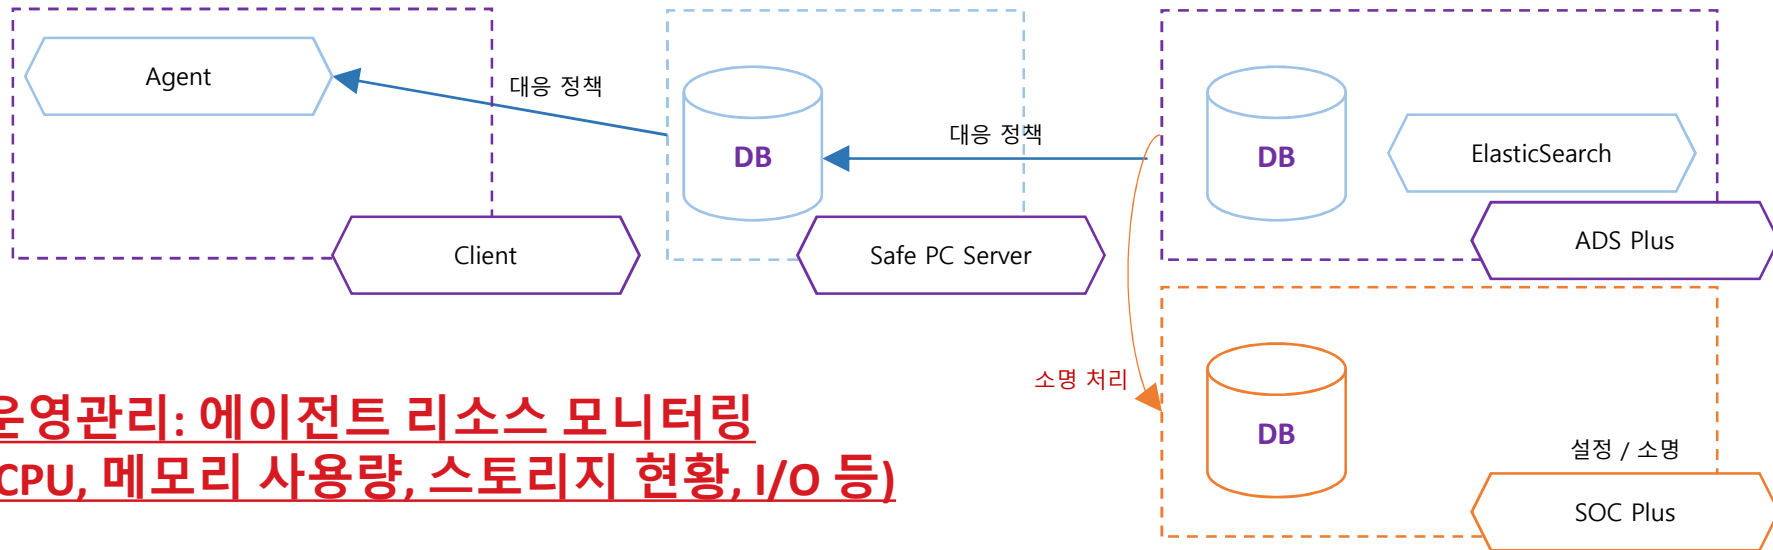 Agent
대응 정책
Client
DB
대응 정책
Safe PC Server
DB
ElasticSearch
ADS Plus
소명 처리
DB
설정 / 소명
SOC Plus
운영관리: 에이전트 리소스 모니터링
CPU, 메모리 사용량, 스토리지 현황, I/O 등)